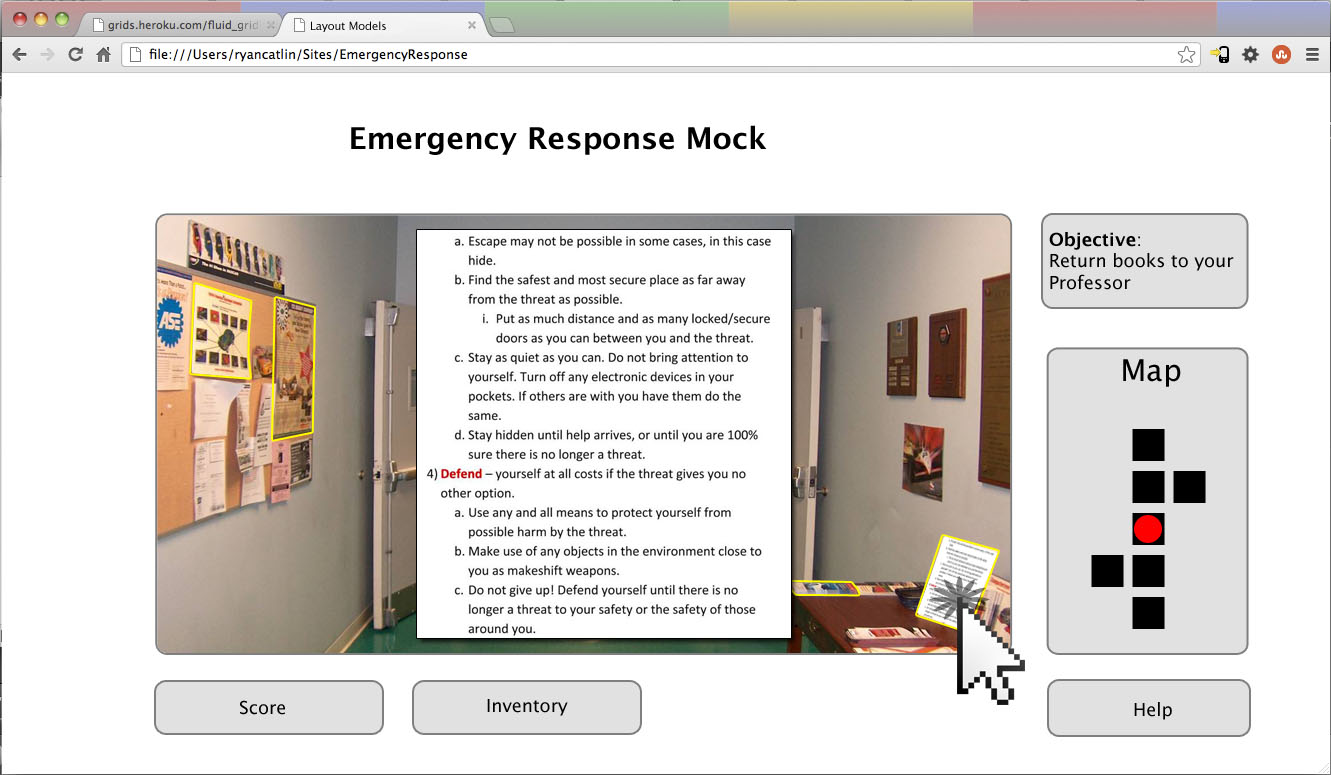 grids.heroku.com/fluid_grid
Layout Models
file:///Users/ryancatlin/Sites/EmergencyResponse
Emergency Response Mock
a. Escape may not be possible in some cases, in this case
hide.
b. Find the safest and most secure place as far away
from the threat as possible.
i. Put as much distance and as many locked/secure
doors as you can between you and the threat.
c. Stay as quiet as you can. Do not bring attention to
yourself. Turn off any electronic devices in your
pockets. If others are with you have them do the
same.
d. Stay hidden until help arrives, or until you are 100%
sure there is no longer a threat.
4) Defend – yourself at all costs if the threat gives you no
other option.
a. Use any and all means to protect yourself from
possible harm by the threat.
b. Make use of any objects in the environment close to
you as makeshift weapons.
c. Do not give up! Defend yourself until there is no
longer a threat to your safety or the safety of those
around you.
ASE
Objective:
Return books to your
Professor
Map
Score
Inventory
Help